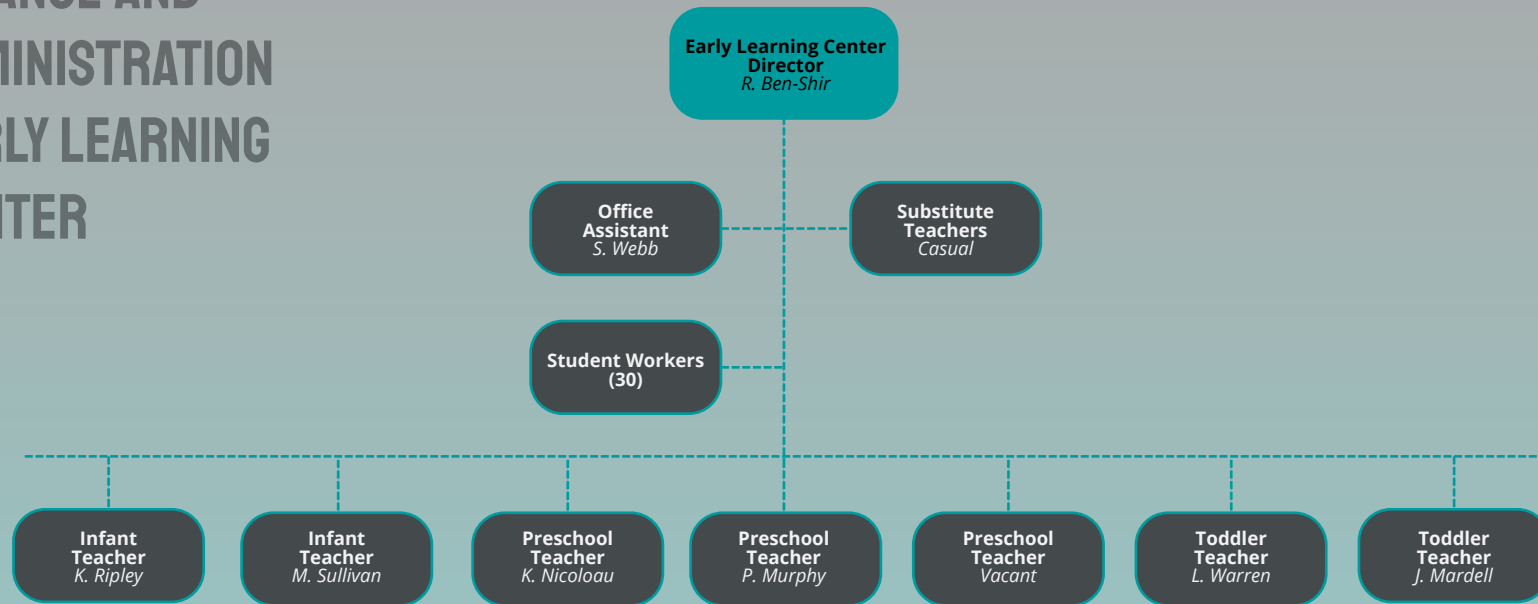 ANCE AND
MINISTRATION
RLY LEARNING
NTER
Early Learning Center
Director
R. Ben-Shir
Office
Assistant
S. Webb
Substitute
Teachers
Casual
Student Workers
(30)
Infant
Teacher
K. Ripley
Infant
Teacher
M. Sullivan
Preschool
Teacher
K. Nicoloau
Preschool
Teacher
P. Murphy
Preschool
Teacher
Vacant
Toddler
Teacher
L. Warren
Toddler
Teacher
J. Mardell